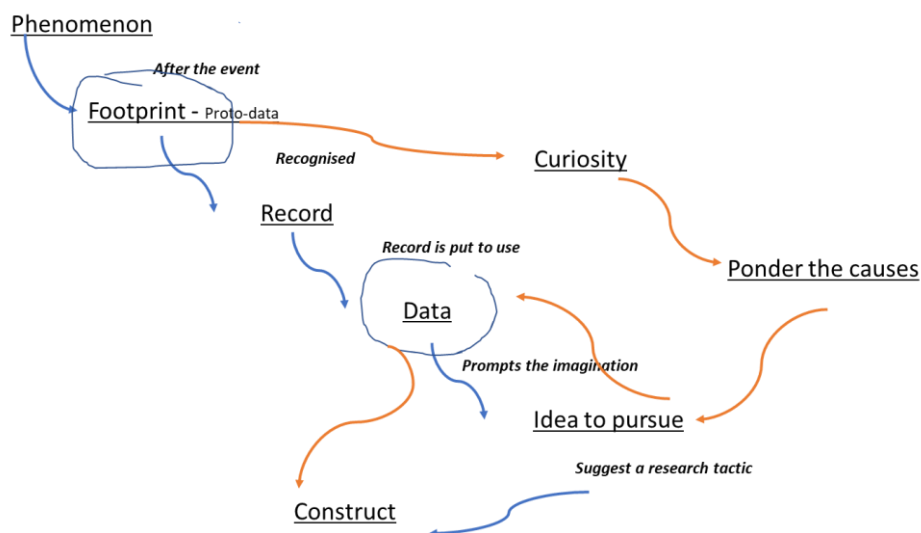 Phenomenon
After the event
Footprint - Proto-data
Recognised
Curiosity
Record
Record is put to use
Ponder the causes
Data
Prompts the imagination
Idea to pursue
Suggest a research tactic
Construct